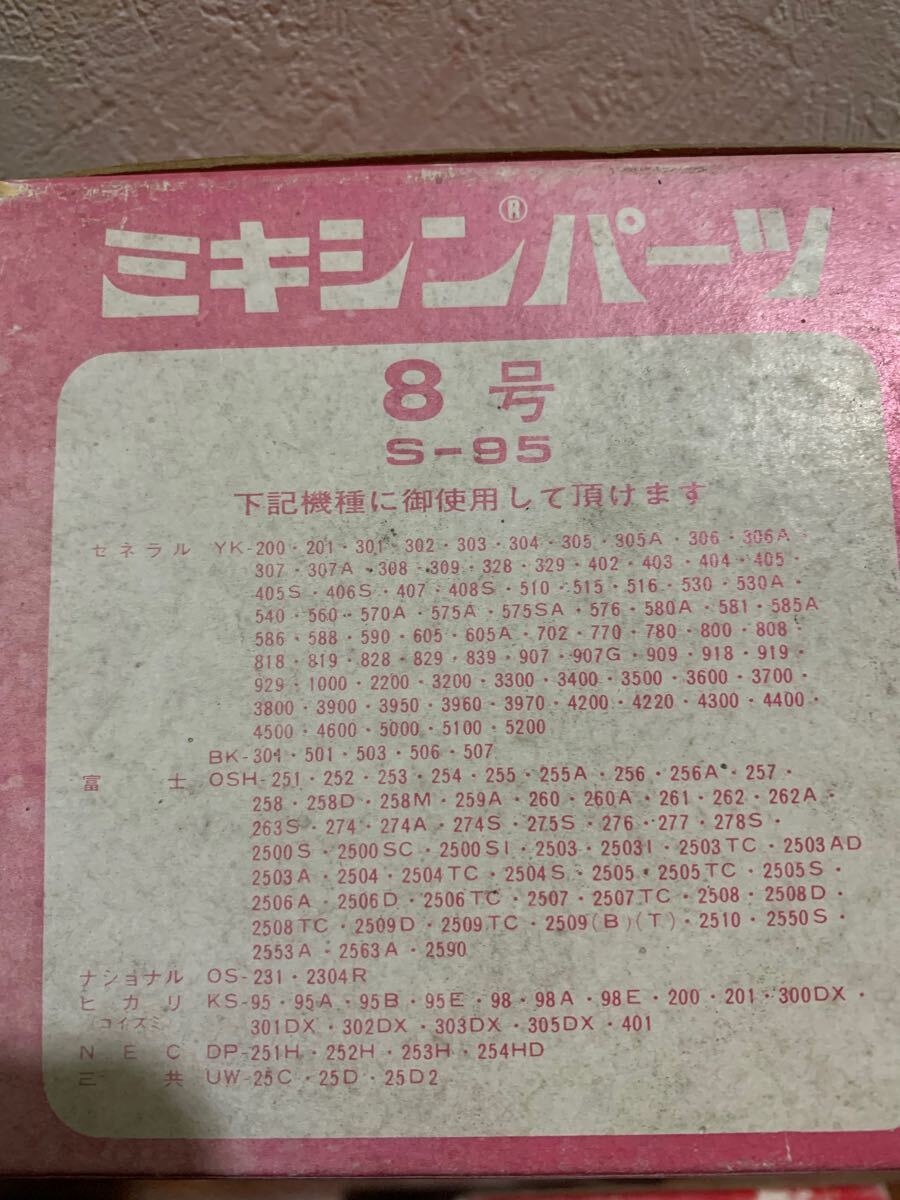 ミキシンパーツ®
8号
S-95
下記機種に御使用して頂けます
セネラル YK-200・201・301・302・303・304・305・305A・306・306A・
307・307A・308・309・328・329・402・403・404・405・
405S・406S・407・408S・510・515・516・530・530A・
540・560・570A・575A・575SA・576・580A・581・585A
586・588・590・605・605A・702・770・780・800・808・
818・819・828・829・839・907・907G・909・918・919・
929・1000・2200・3200・3300・3400・3500・3600・3700・
3800・3900・3950・3960・3970・4200・4220・4300・4400・
4500・4600・5000・5100・5200
BK-301・501・503・506・507
富士 OSH-251・252・253・254・255・255A・256・256A・257・
258・258D・258M・259A・260・260A・261・262・262A・
263S・274・274A・274S・275S・276・277・278S・
2500S・2500SC・2500SI・2503・2503I・2503TC・2503AD
2503A・2504・2504TC・2504S・2505・2505TC・2505S・
2506A・2506D・2506TC・2507・2507TC・2508・2508D・
2508TC・2509D・2509TC・2509(B)(T)・2510・2550S・
2553A・2563A・2590
ナショナル OS-231・2304R
ヒカリ KS-95・95A・95B・95E・98・98A・98E・200・201・300DX・
(コイズミ) 301DX・302DX・303DX・305DX・401
NEC DP-251H・252H・253H・254HD
三共 UW-25C・25D・25D2